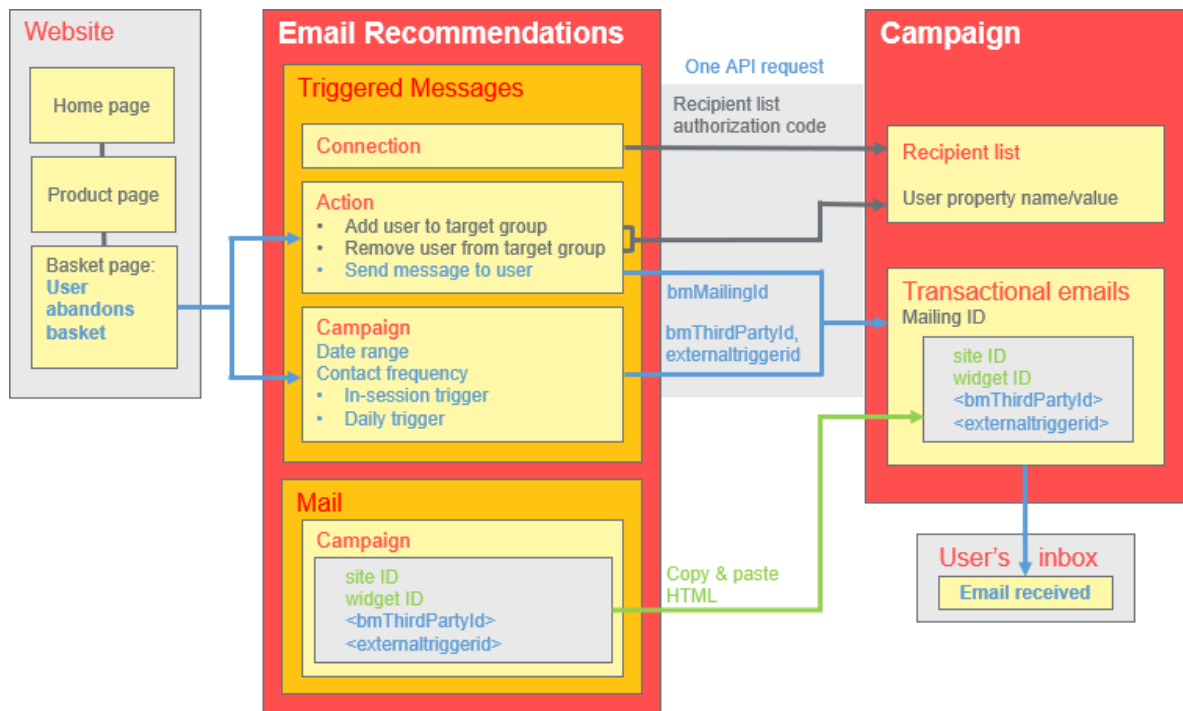 Website
Home page
Product page
Basket page:
User
abandons
basket
Email Recommendations
Triggered Messages
Connection
Action
• Add user to target group
• Remove user from target group
• Send message to user
Campaign
Date range
Contact frequency
• In-session trigger
• Daily trigger
Mail
Campaign
site ID
widget ID
<bmThirdPartyId>
<externaltriggerid>
One API request
Recipient list
authorization code
bmMailingId
bmThirdPartyId,
externaltriggerid
Copy & paste
HTML
Campaign
Recipient list
User property name/value
Transactional emails
Mailing ID
site ID
widget ID
<bmThirdPartyId>
<externaltriggerid>
User's inbox
Email received